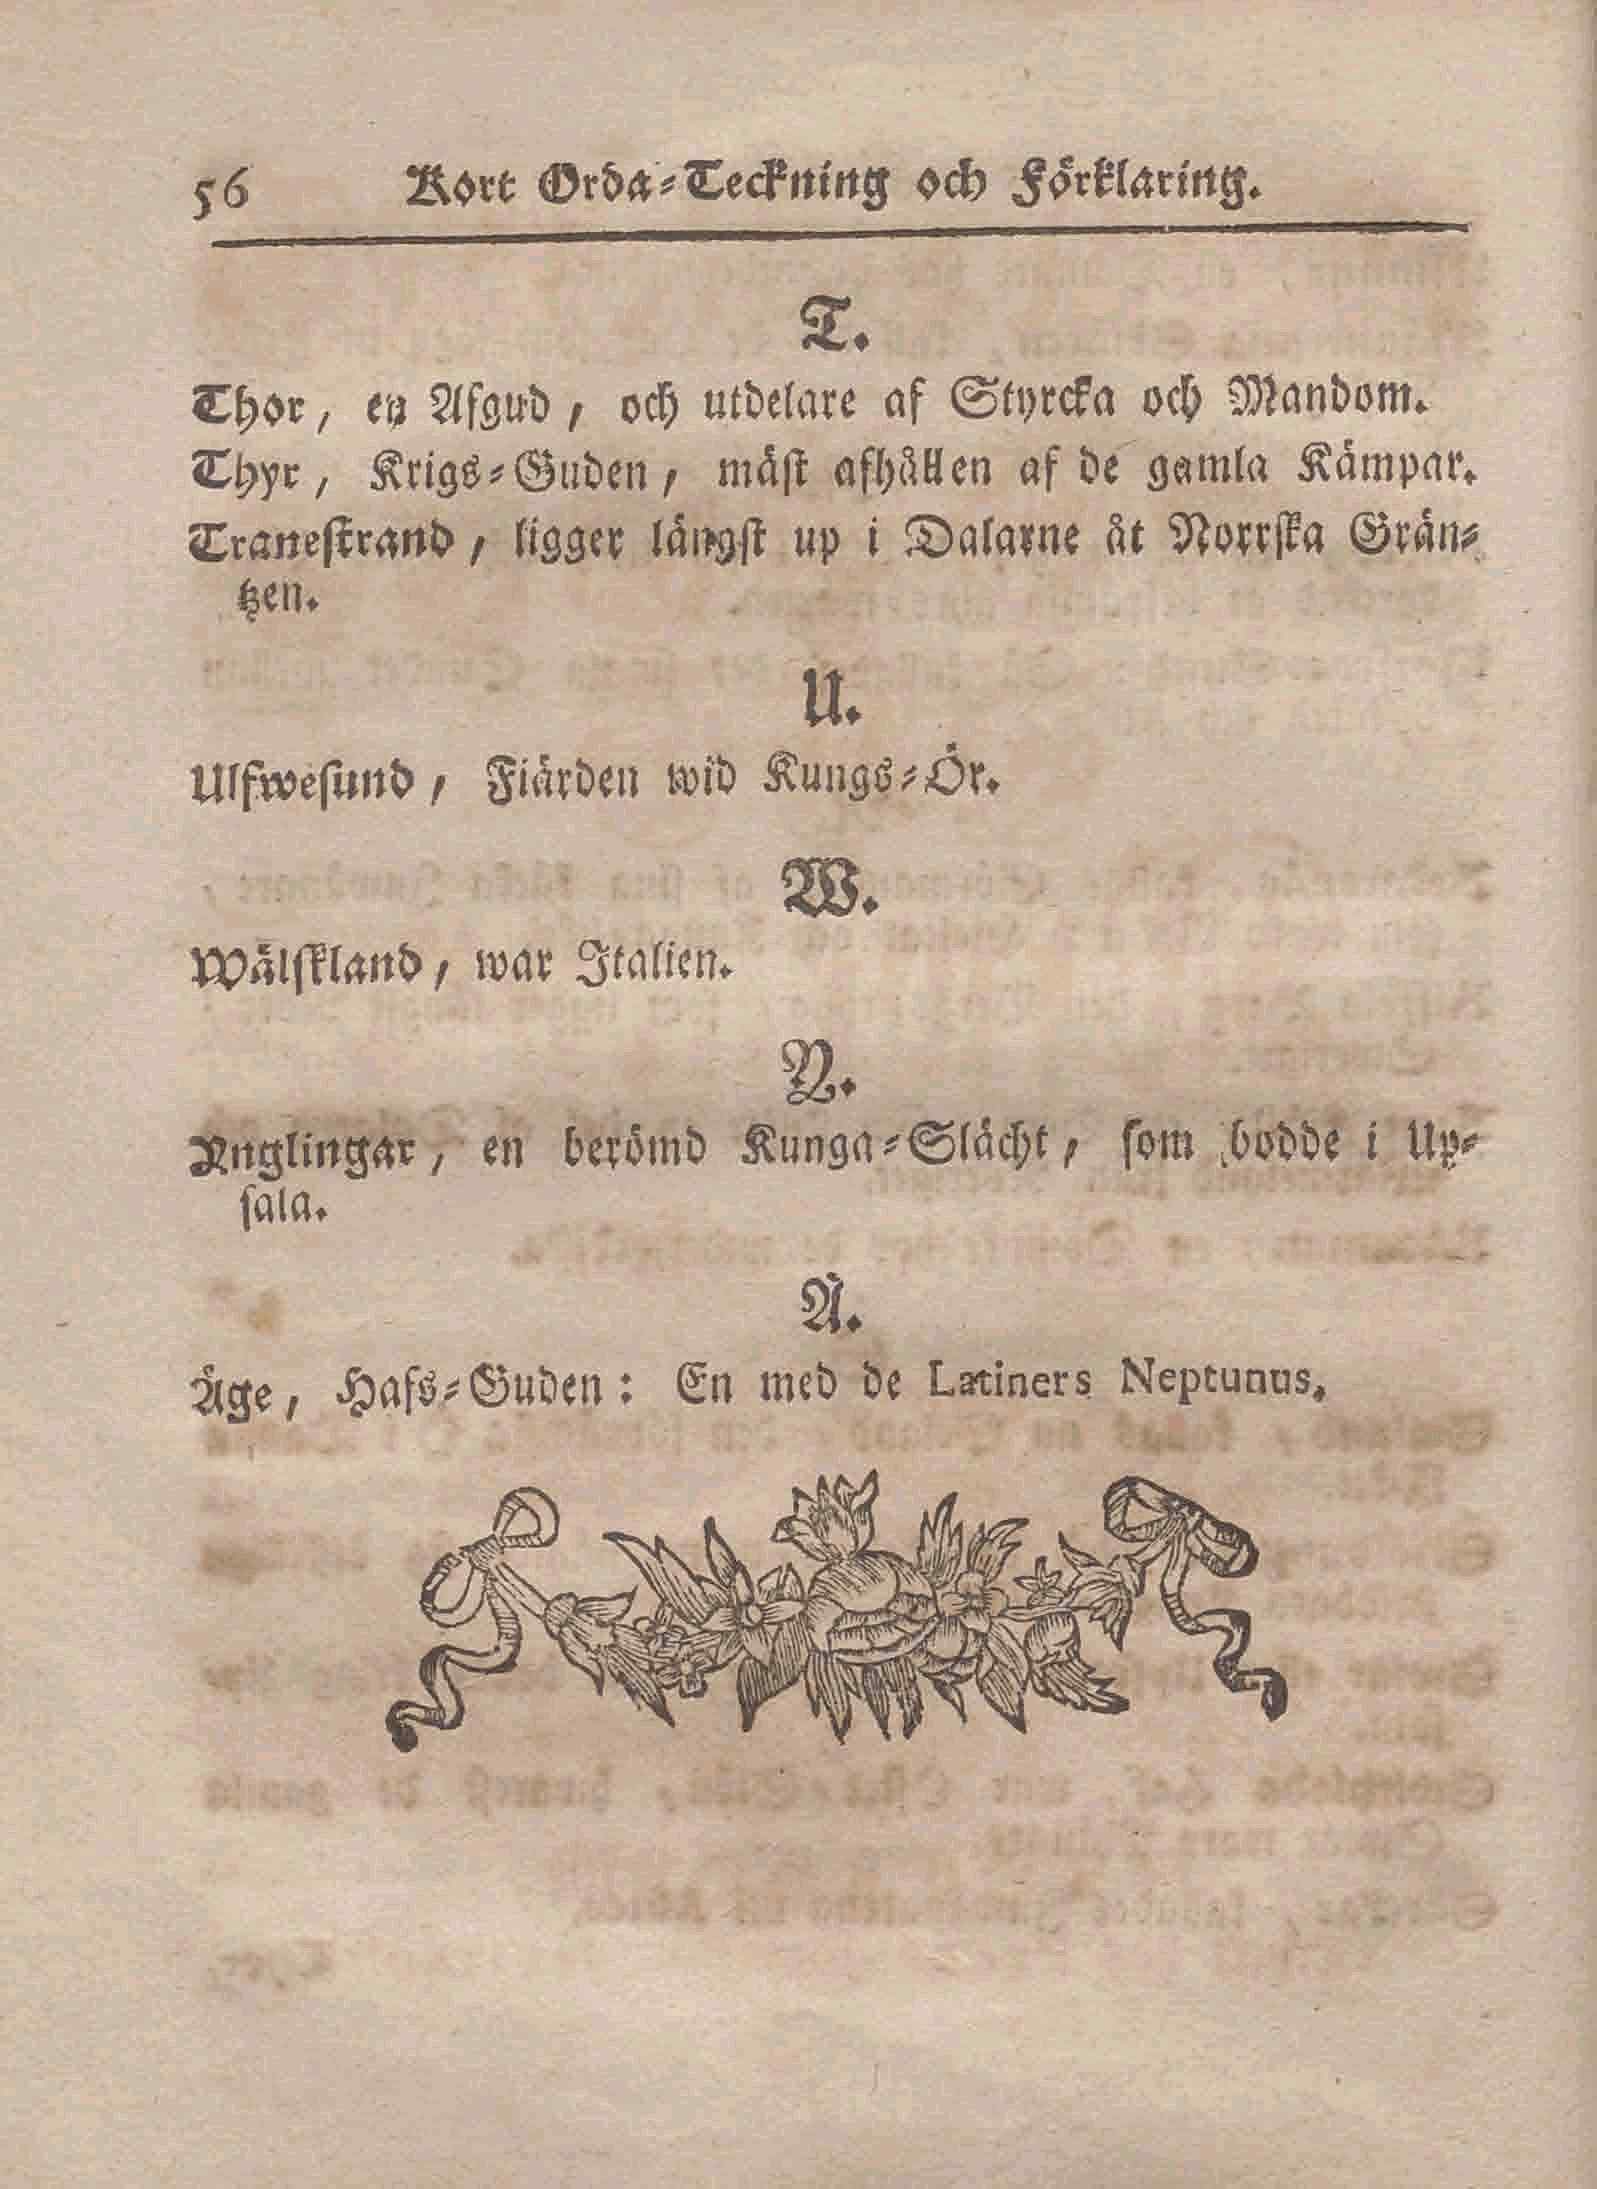 56 Kort Orda-Teckning och Förklaring.
T.
Thor, en Afgud, och utdelare af Styrcka och Mandom.
Thyr, Krigs-Guden, mäst afhållen af de gamla Kämpar.
Tranestrand, ligger längst up i Dalarne åt Norrska Grän-
tzen.
U.
Ulfwesund, Fiärden wid Kungs-Ör.
W.
Wälskland, war Italien.
Y.
Ynglingar, en berömd Kunga-Slächt, som bodde i Up-
sala.
Ä.
Äge, Hafs-Guden: En med de Latiners Neptunus.